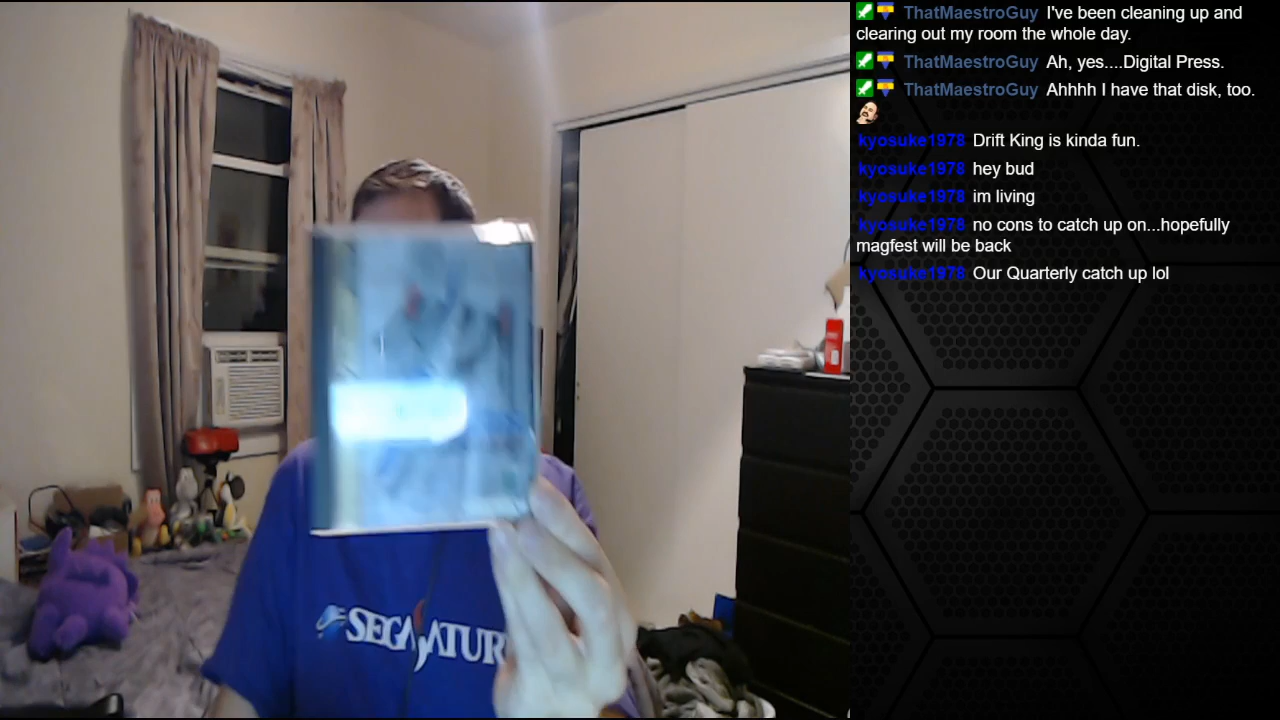 ThatMaestroGuy I've been cleaning up and
clearing out my room the whole day.
ThatMaestroGuy Ah, yes....Digital Press.
ThatMaestroGuy Ahhhh I have that disk, too.
kyosuke1978 Drift King is kinda fun.
kyosuke1978 hey bud
kyosuke1978 im living
kyosuke1978 no cons to catch up on...hopefully
magfest will be back
kyosuke1978 Our Quarterly catch up lol
SEGA SATURN